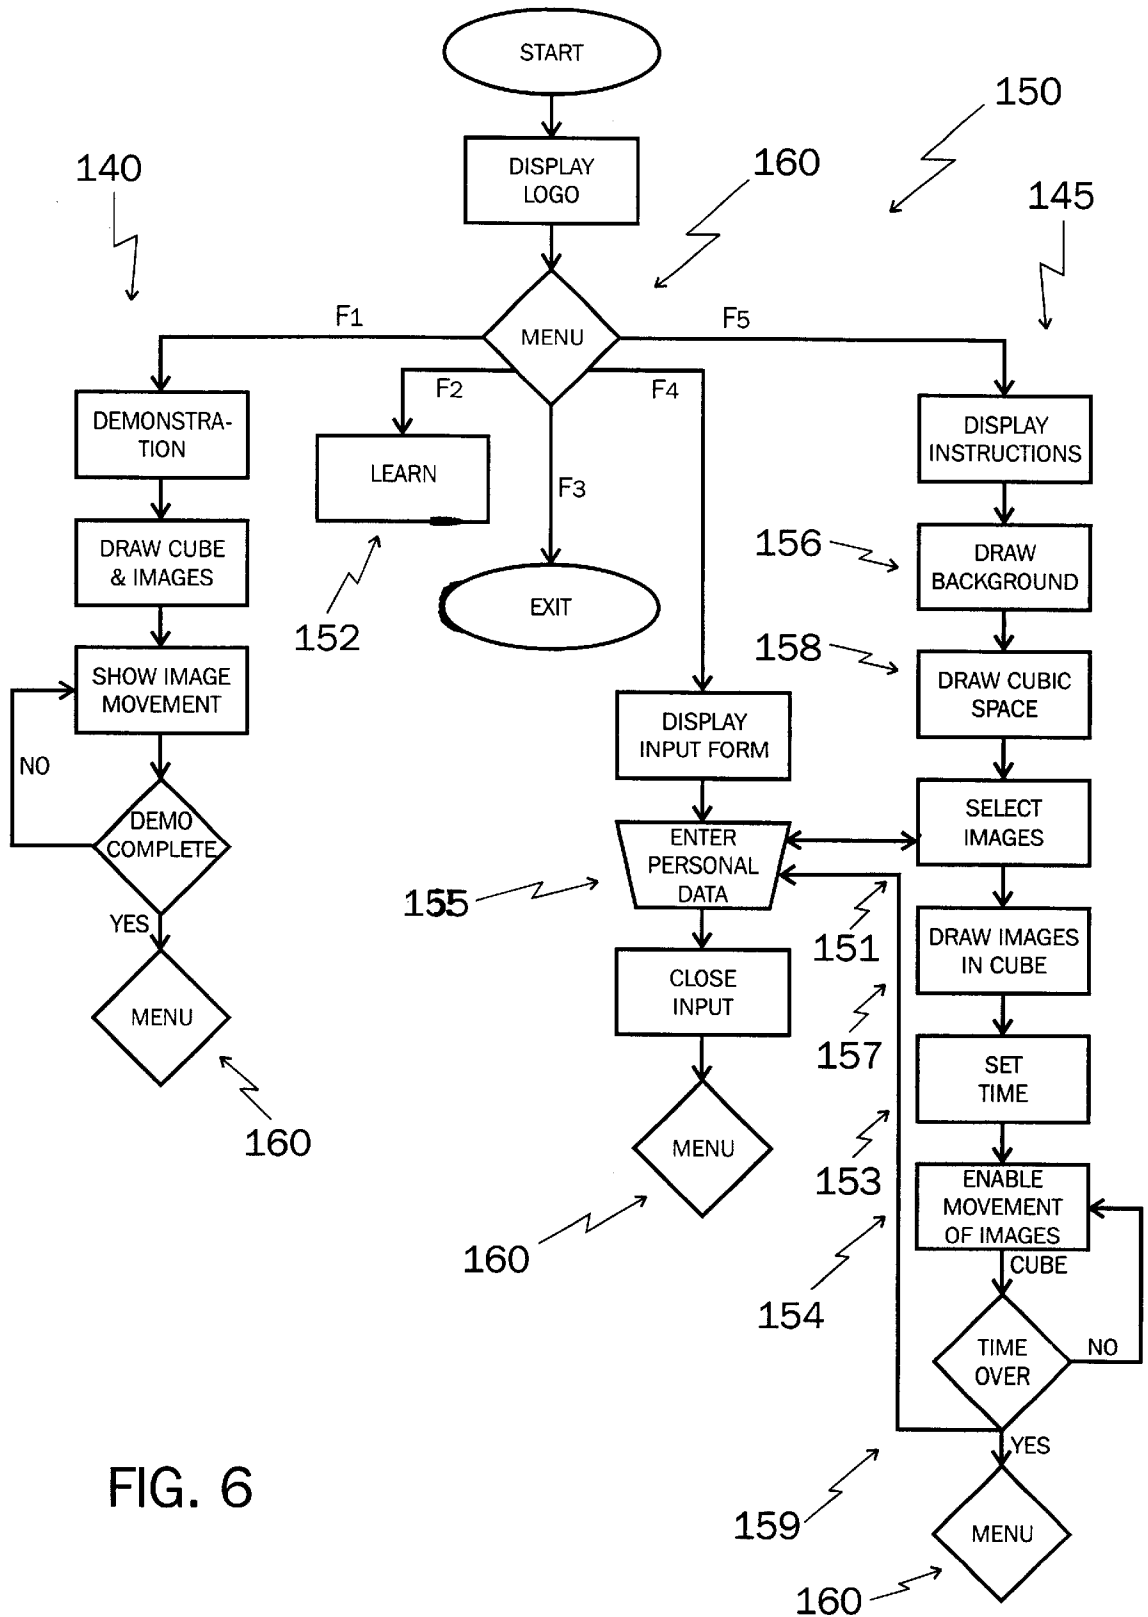 START
150
DISPLAY
LOGO
160
140
145
MENU
F1
F5
F2
F4
DEMONSTRA-
TION
DISPLAY
INSTRUCTIONS
LEARN
F3
DRAW CUBE
& IMAGES
156
DRAW
BACKGROUND
EXIT
152
158
SHOW IMAGE
MOVEMENT
DRAW CUBIC
SPACE
DISPLAY
INPUT FORM
NO
DEMO
COMPLETE
SELECT
IMAGES
ENTER
PERSONAL
DATA
155
YES
151
DRAW IMAGES
IN CUBE
CLOSE
INPUT
MENU
157
SET
TIME
160
MENU
153
ENABLE
MOVEMENT
OF IMAGES
160
CUBE
154
TIME
OVER
NO
YES
FIG. 6
159
MENU
160